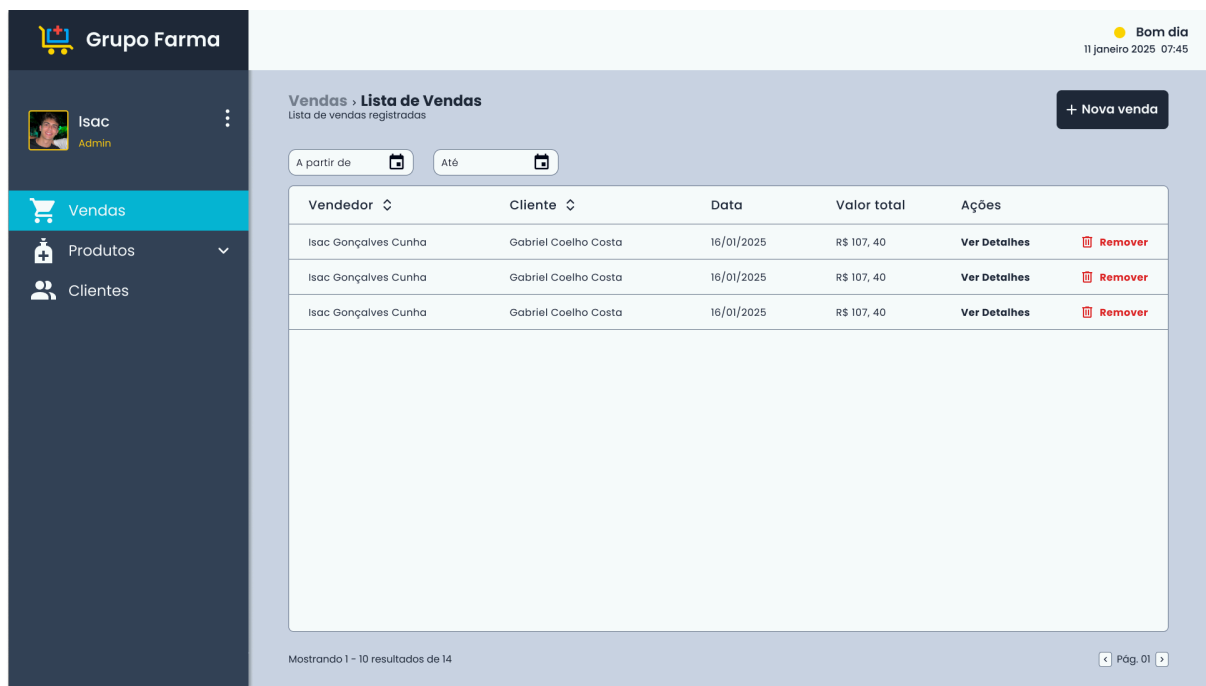 Grupo Farma
Bom dia
11 janeiro 2025 07:45
Isac
Admin
Vendas
Produtos
Clientes
Vendas › Lista de Vendas
Lista de vendas registradas
+ Nova venda
A partir de
Até
Vendedor Cliente Data Valor total Ações
Isac Gonçalves Cunha Gabriel Coelho Costa 16/01/2025 R$ 107, 40 Ver Detalhes Remover
Isac Gonçalves Cunha Gabriel Coelho Costa 16/01/2025 R$ 107, 40 Ver Detalhes Remover
Isac Gonçalves Cunha Gabriel Coelho Costa 16/01/2025 R$ 107, 40 Ver Detalhes Remover
Mostrando 1 - 10 resultados de 14
‹ Pág. 01 ›